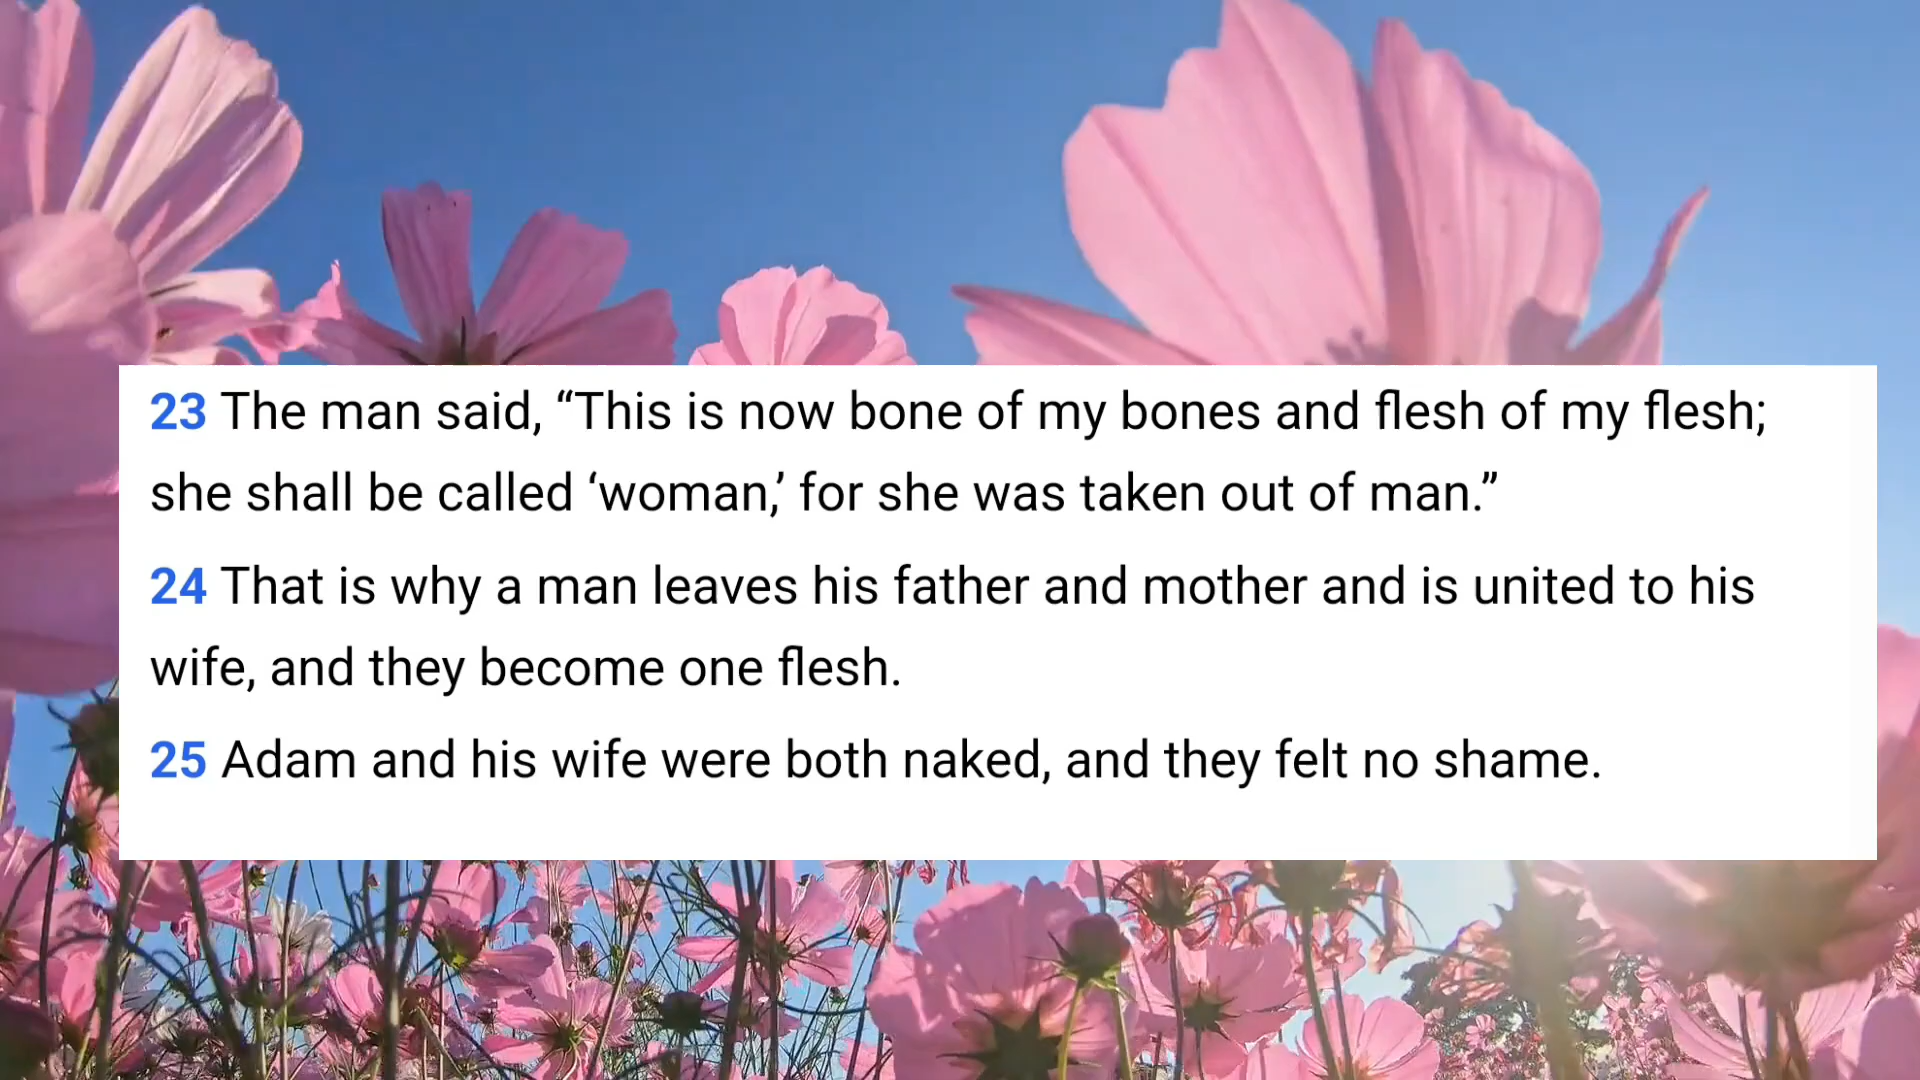 23 The man said, “This is now bone of my bones and flesh of my flesh;
she shall be called ‘woman,’ for she was taken out of man.”
24 That is why a man leaves his father and mother and is united to his
wife, and they become one flesh.
25 Adam and his wife were both naked, and they felt no shame.